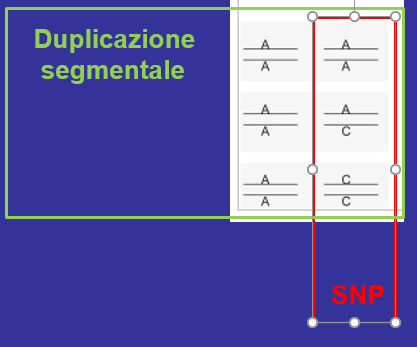 Duplicazione
segmentale
A A
A A
A A
A C
A C
A C
SNP